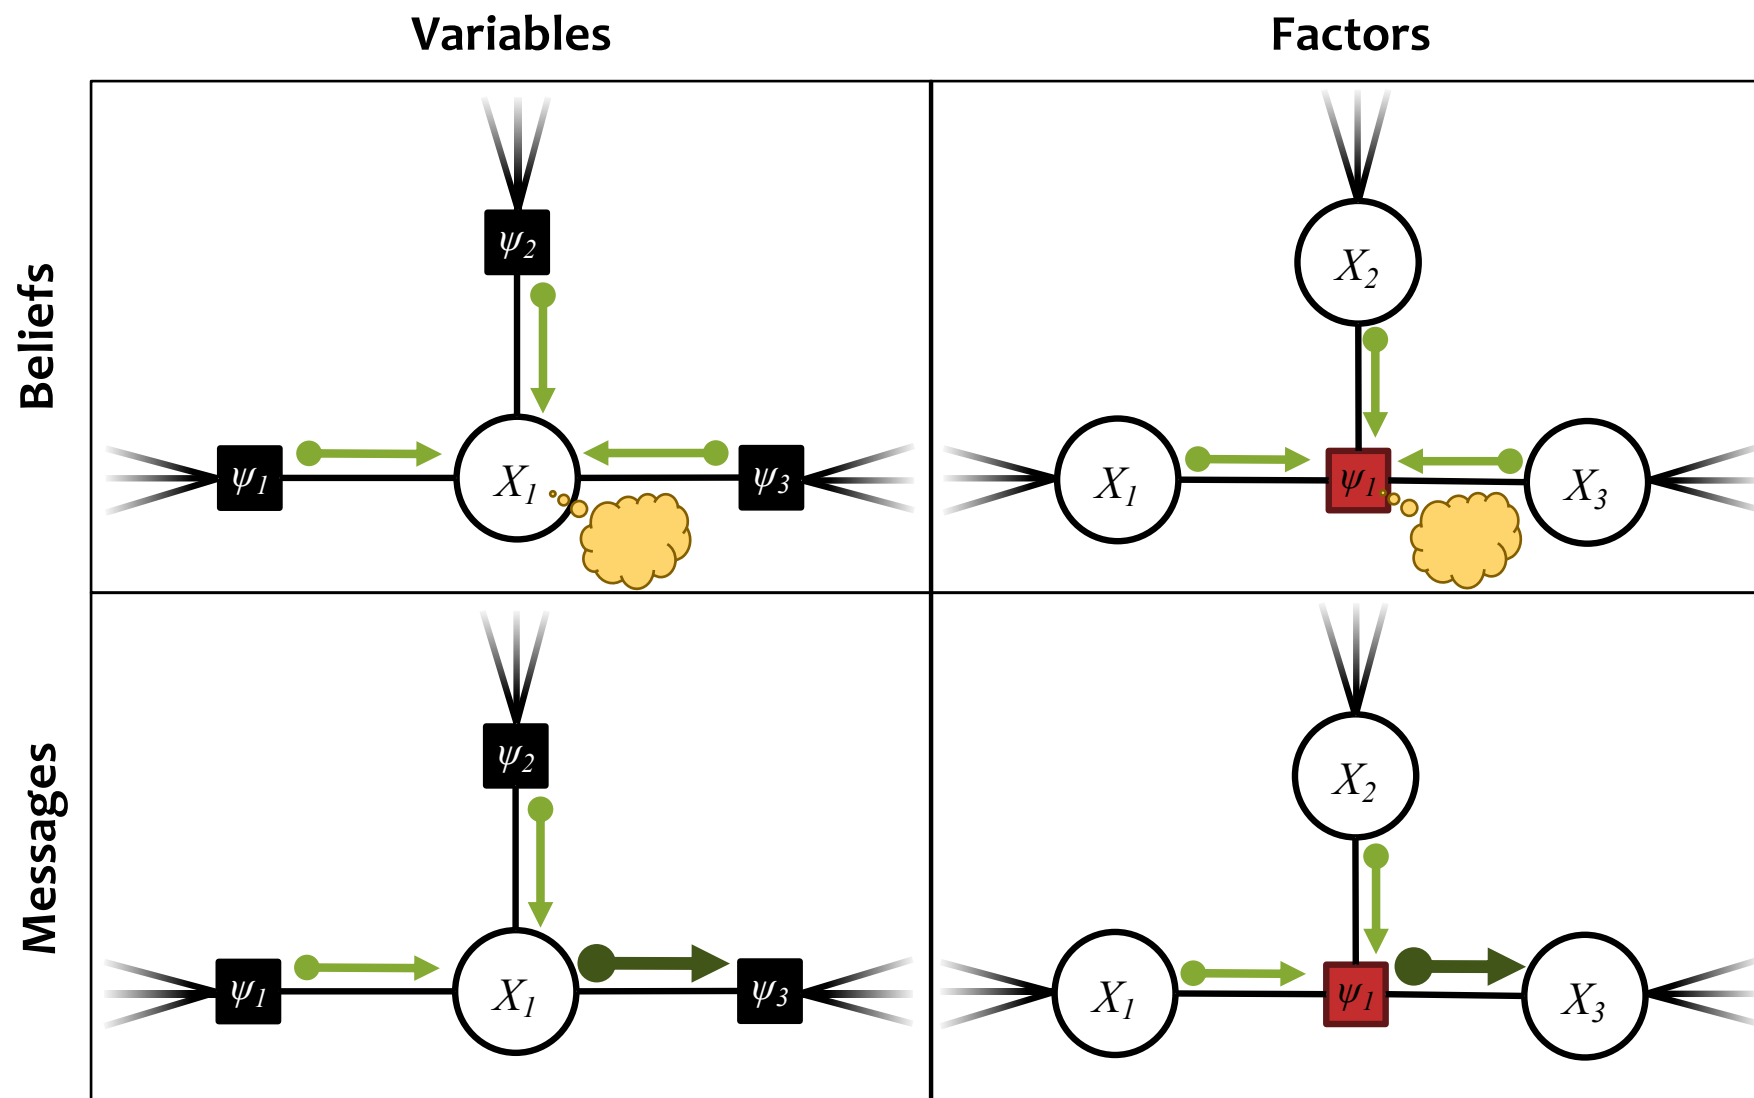 Variables Factors
Beliefs
ψ2
X2
ψ1 X1 ψ3
X1 ψ1 X3
Messages
ψ2
X2
ψ1 X1 ψ3
X1 ψ1 X3